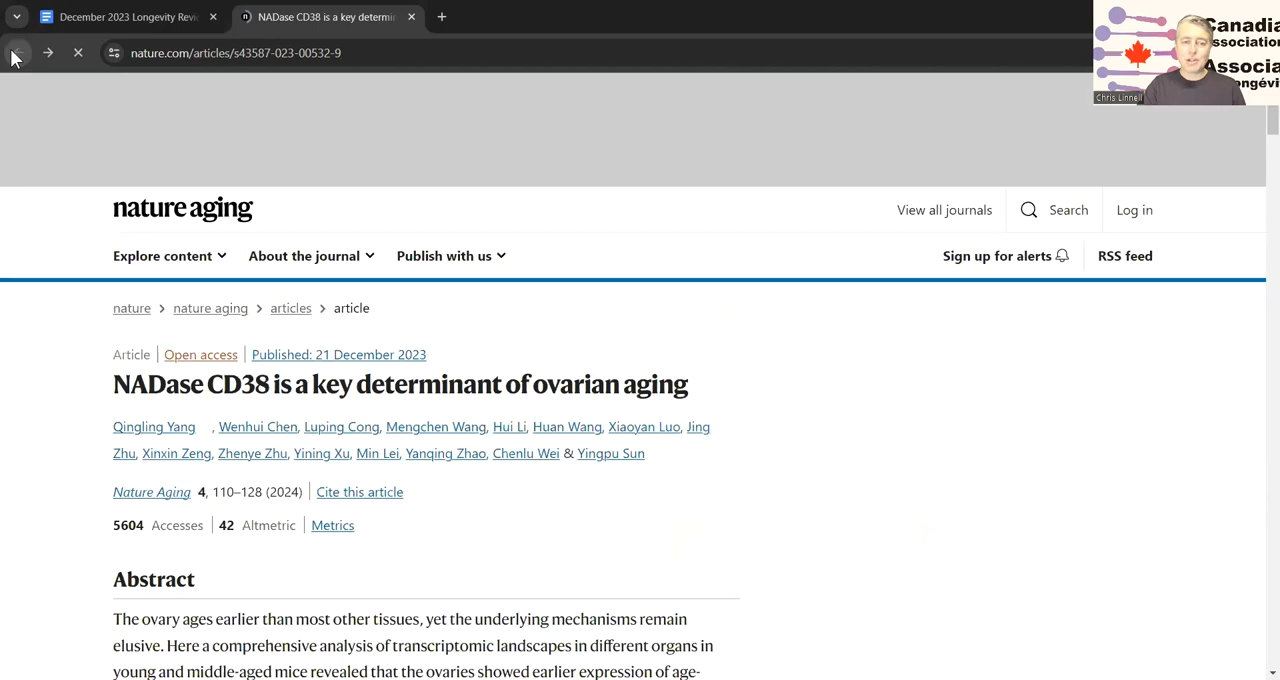 December 2023 Longevity Revi
NADase CD38 is a key determin
nature.com/articles/s43587-023-00532-9
Canadia
ssociation
Associa
ongévi
Chris Linnell
nature aging
View all journals
Search
Log in
Explore content
About the journal
Publish with us
Sign up for alerts
RSS feed
nature > nature aging > articles > article
Article | Open access | Published: 21 December 2023
NADase CD38 is a key determinant of ovarian aging
Qingling Yang , Wenhui Chen, Luping Cong, Mengchen Wang, Hui Li, Huan Wang, Xiaoyan Luo, Jing
Zhu, Xinxin Zeng, Zhenye Zhu, Yining Xu, Min Lei, Yanqing Zhao, Chenlu Wei & Yingpu Sun
Nature Aging 4, 110–128 (2024) | Cite this article
5604 Accesses | 42 Altmetric | Metrics
Abstract
The ovary ages earlier than most other tissues, yet the underlying mechanisms remain
elusive. Here a comprehensive analysis of transcriptomic landscapes in different organs in
young and middle-aged mice revealed that the ovaries showed earlier expression of age-